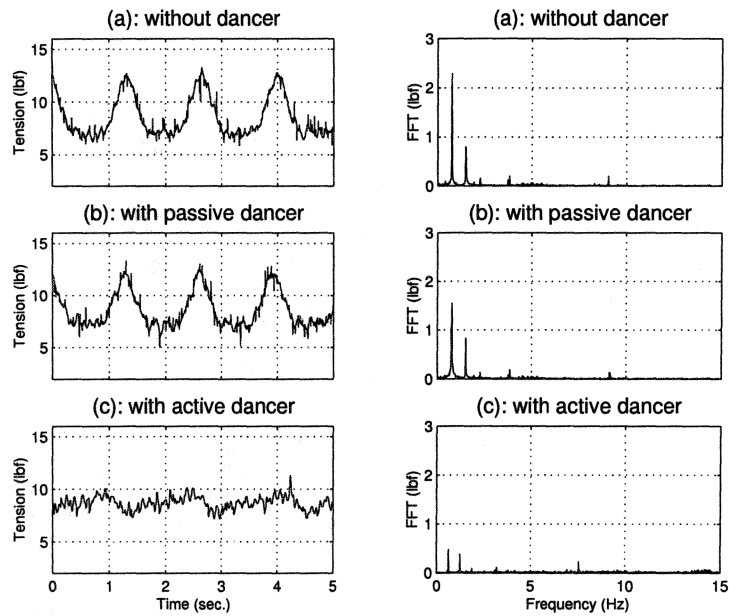 (a): without dancer
Tension (lbf)
15
10
5
(a): without dancer
FFT (lbf)
3
2
1
0
(b): with passive dancer
Tension (lbf)
15
10
5
(b): with passive dancer
FFT (lbf)
3
2
1
0
(c): with active dancer
Tension (lbf)
15
10
5
0 1 2 3 4 5
Time (sec.)
(c): with active dancer
FFT (lbf)
3
2
1
0
0 5 10 15
Frequency (Hz)